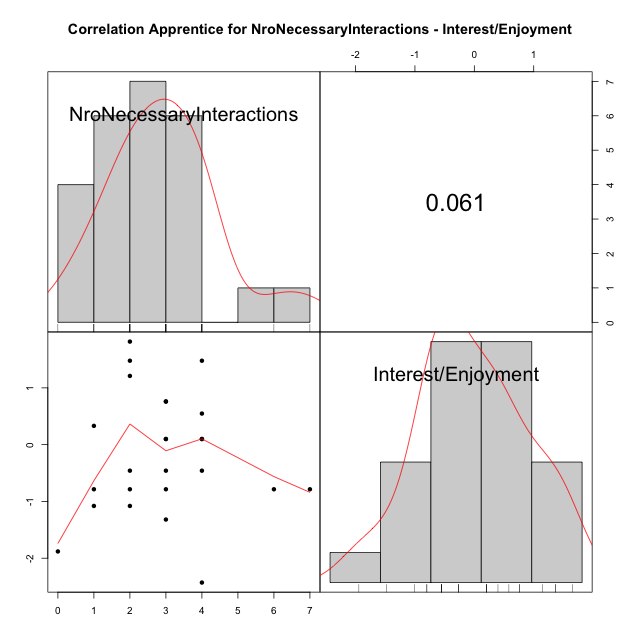 Correlation Apprentice for NroNecessaryInteractions - Interest/Enjoyment
-2 -1 0 1
NroNecessaryInteractions
0.061
7
6
5
4
3
2
1
0
Interest/Enjoyment
1
0
-1
-2
0 1 2 3 4 5 6 7